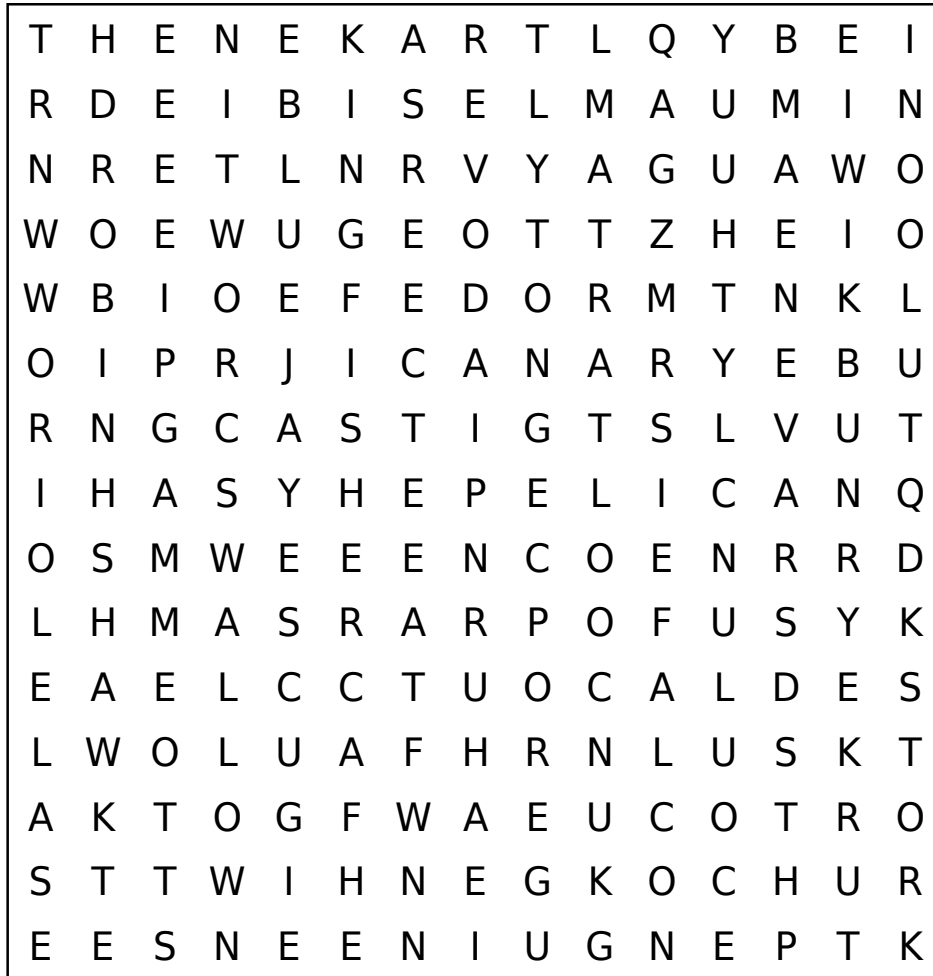 T H E N E K A R T L Q Y B E I
R D E I B I S E L M A U M I N
N R E T L N R V Y A G U A W O
W O E W U G E O T T Z H E I O
W B I O E F E D O R M T N K L
O I P R J I C A N A R Y E B U
R N G C A S T I G T S L V U T
I H A S Y H E P E L I C A N Q
O S M W E E E N C O E N R R D
L H M A S R A R P O F U S Y K
E A E L C C T U O C A L D E S
L W O L U A F H R N L U S K T
A K T O G F W A E U C O T R O
S T T W I H N E G K O C H U R
E E S N E E N I U G N E P T K